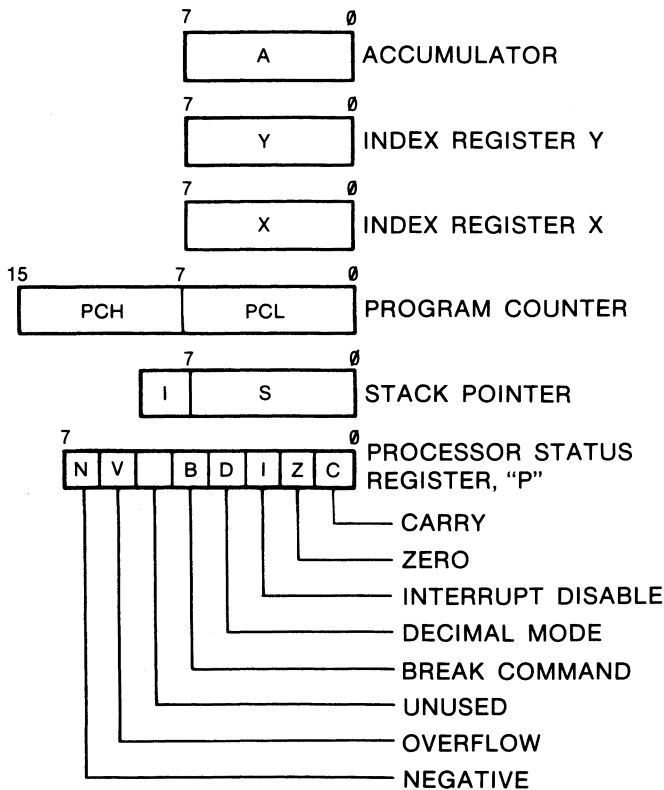 7 Ø
A ACCUMULATOR
7 Ø
Y INDEX REGISTER Y
7 Ø
X INDEX REGISTER X
15 7 Ø
PCH PCL PROGRAM COUNTER
7 Ø
I S STACK POINTER
7 Ø
N V B D I Z C PROCESSOR STATUS
REGISTER, “P”
CARRY
ZERO
INTERRUPT DISABLE
DECIMAL MODE
BREAK COMMAND
UNUSED
OVERFLOW
NEGATIVE